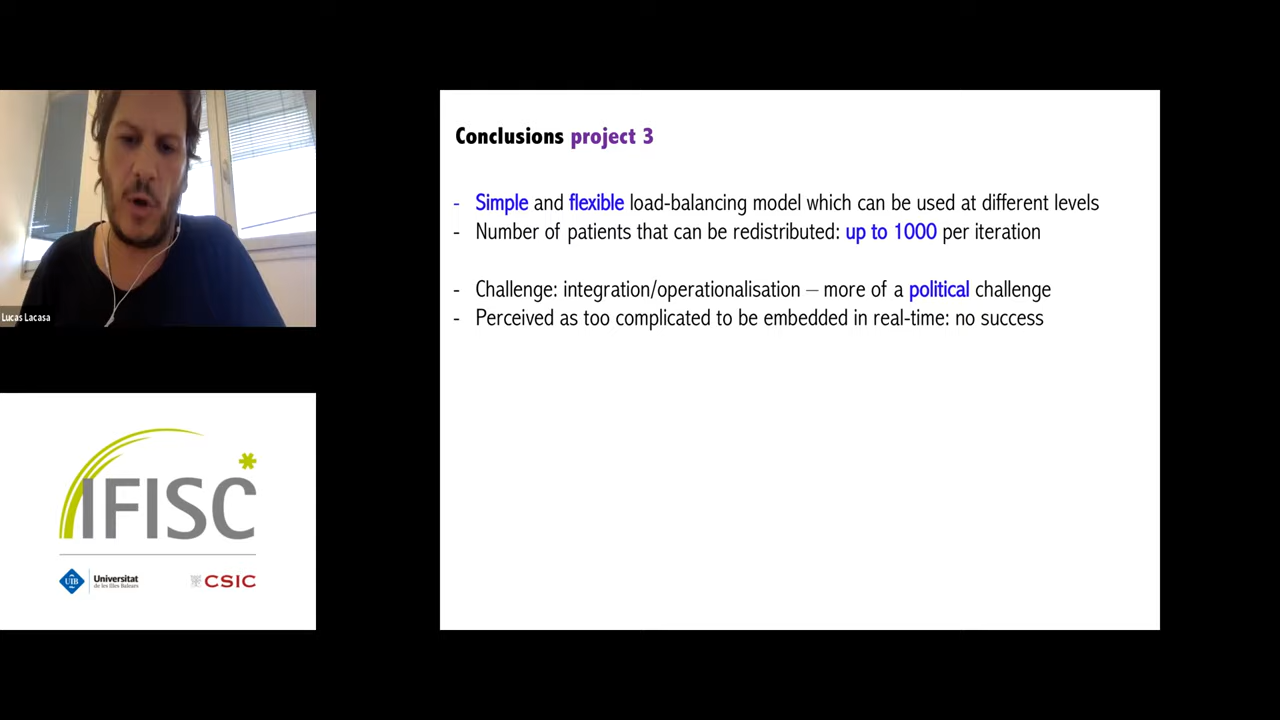 Conclusions project 3
- Simple and flexible load-balancing model which can be used at different levels
- Number of patients that can be redistributed: up to 1000 per iteration
- Challenge: integration/operationalisation – more of a political challenge
- Perceived as too complicated to be embedded in real-time: no success
Lucas Lacasa
IFISC
UIB
Universitat
de les Illes Balears
CSIC